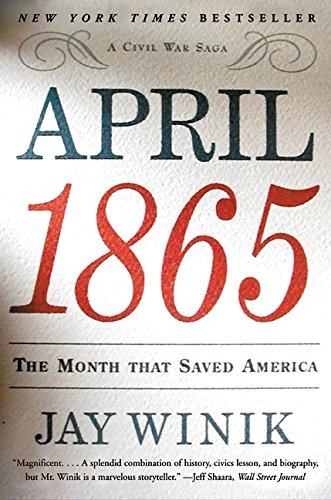 NEW YORK TIMES BESTSELLER
A CIVIL WAR SAGA
APRIL
1865
THE MONTH THAT SAVED AMERICA
JAY WINIK
"Magnificent. . . . A splendid combination of history, civics lesson, and biography,
but Mr. Winik is a marvelous storyteller." —Jeff Shaara, Wall Street Journal